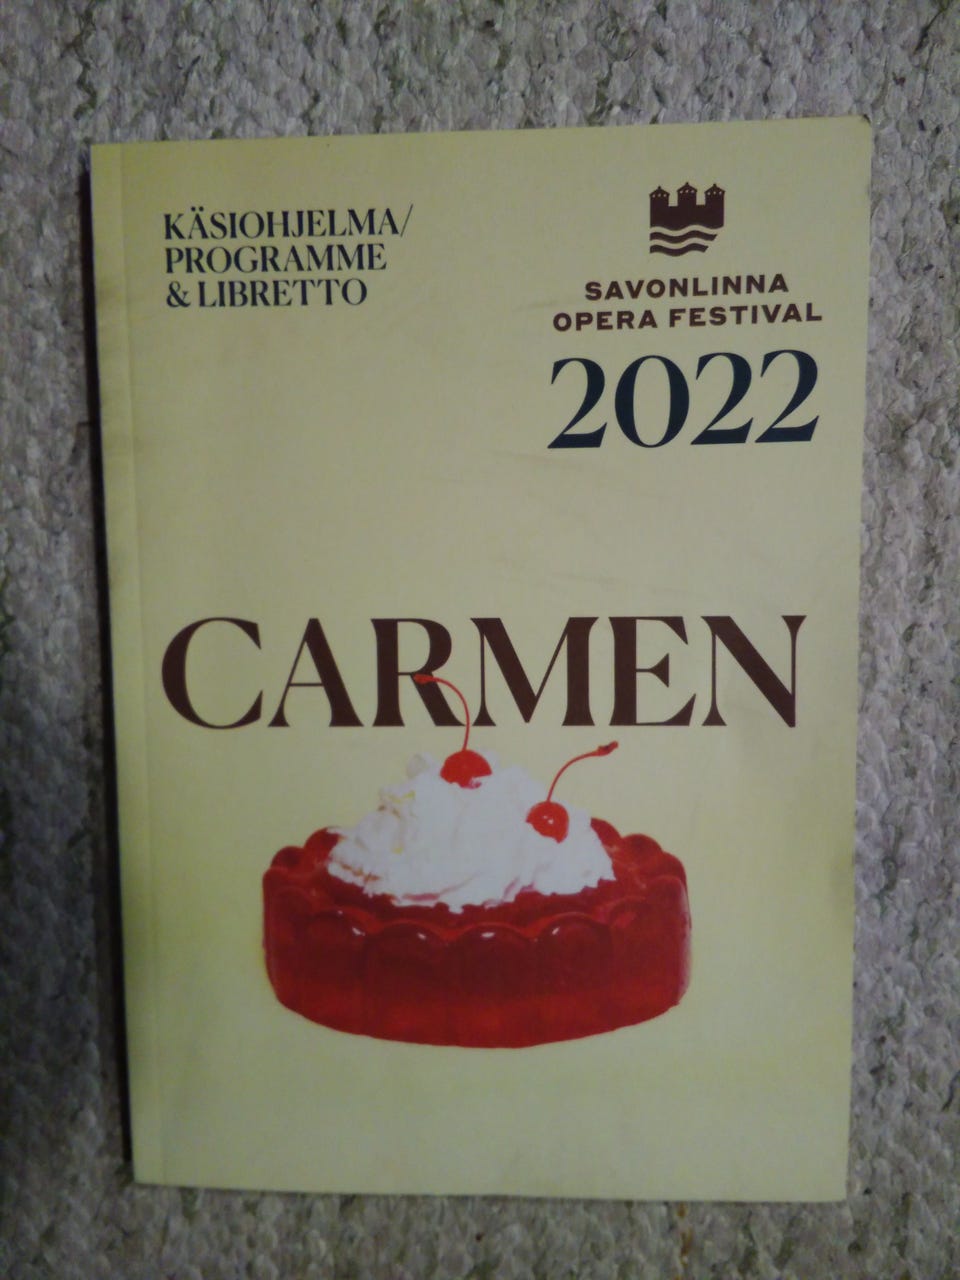 KÄSIOHJELMA/
PROGRAMME
& LIBRETTO
SAVONLINNA
OPERA FESTIVAL
2022
CARMEN